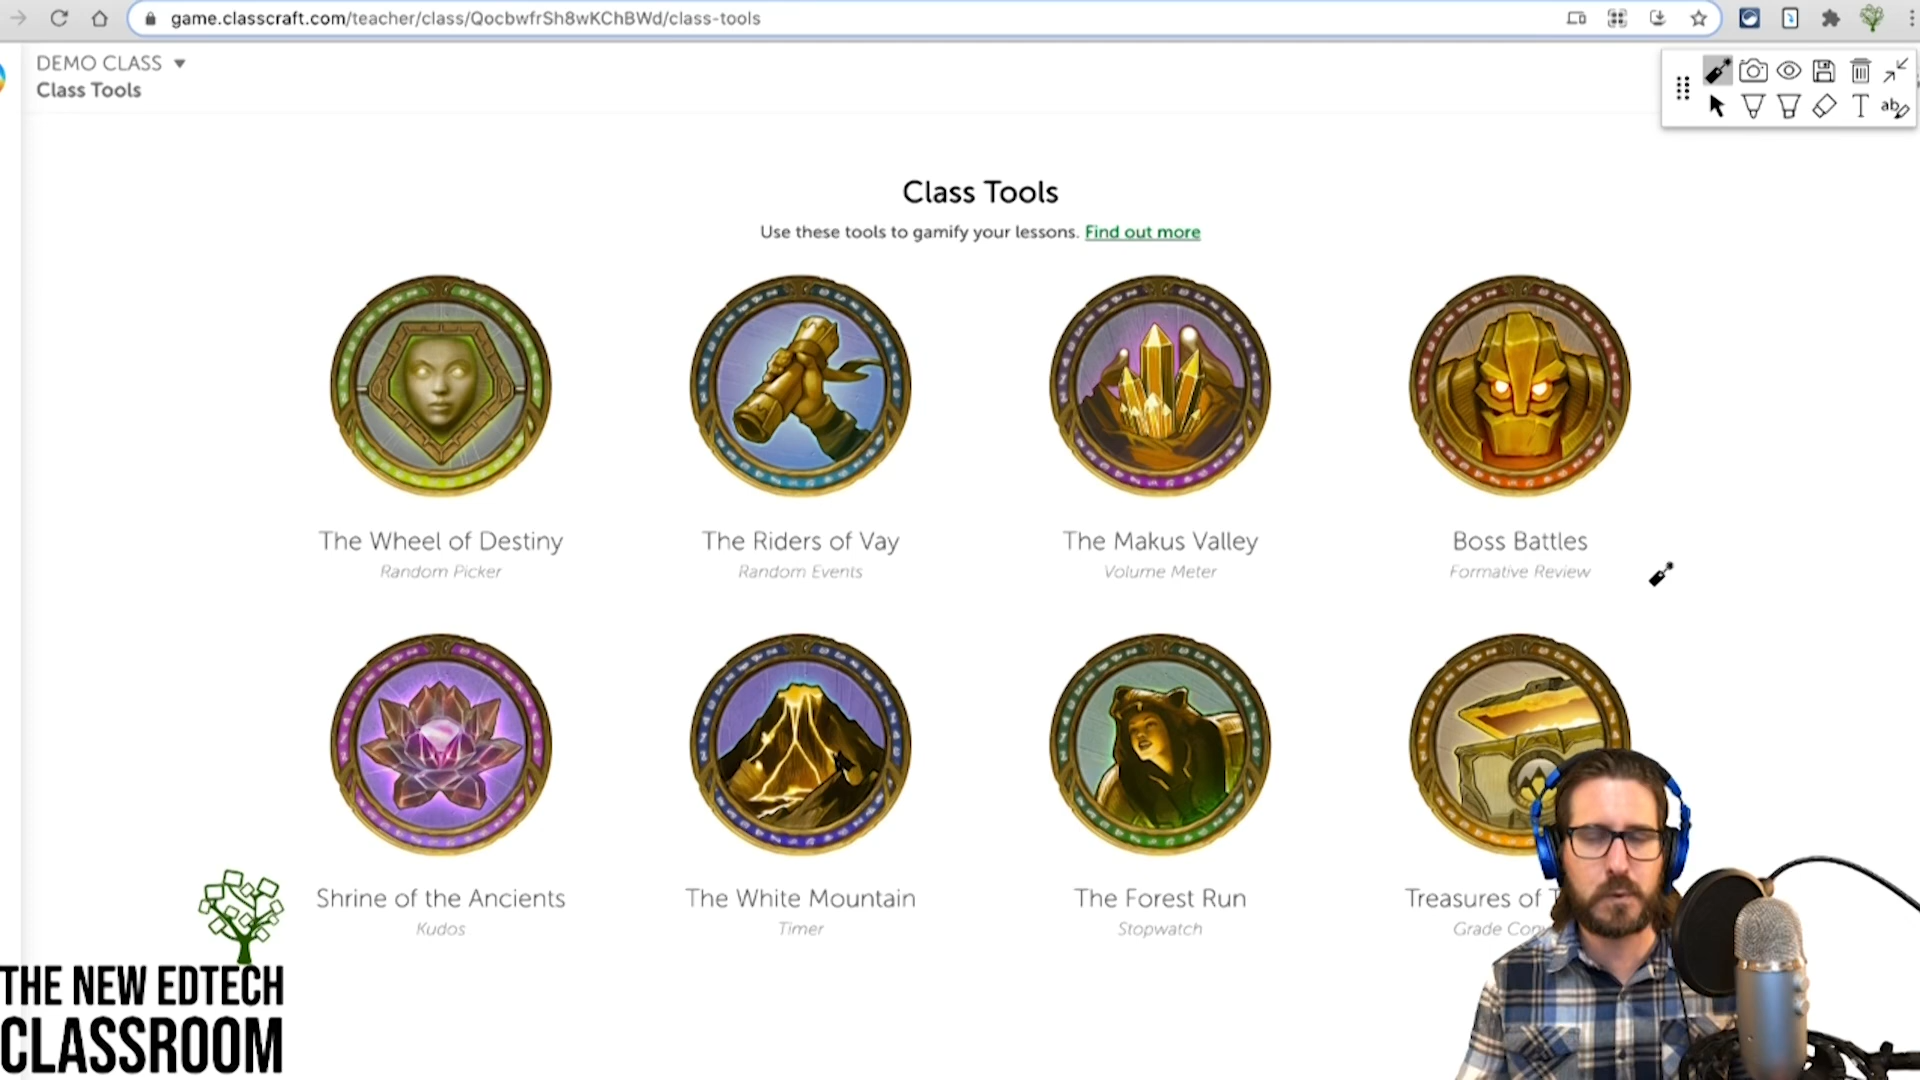 game.classcraft.com/teacher/class/QocbwfrSh8wKChBWd/class-tools
DEMO CLASS
Class Tools
T
ab
Class Tools
Use these tools to gamify your lessons. Find out more
The Wheel of Destiny
Random Picker
The Riders of Vay
Random Events
The Makus Valley
Volume Meter
Boss Battles
Formative Review
Shrine of the Ancients
Kudos
The White Mountain
Timer
The Forest Run
Stopwatch
Treasures of
Grade
THE NEW EDTECH
CLASSROOM